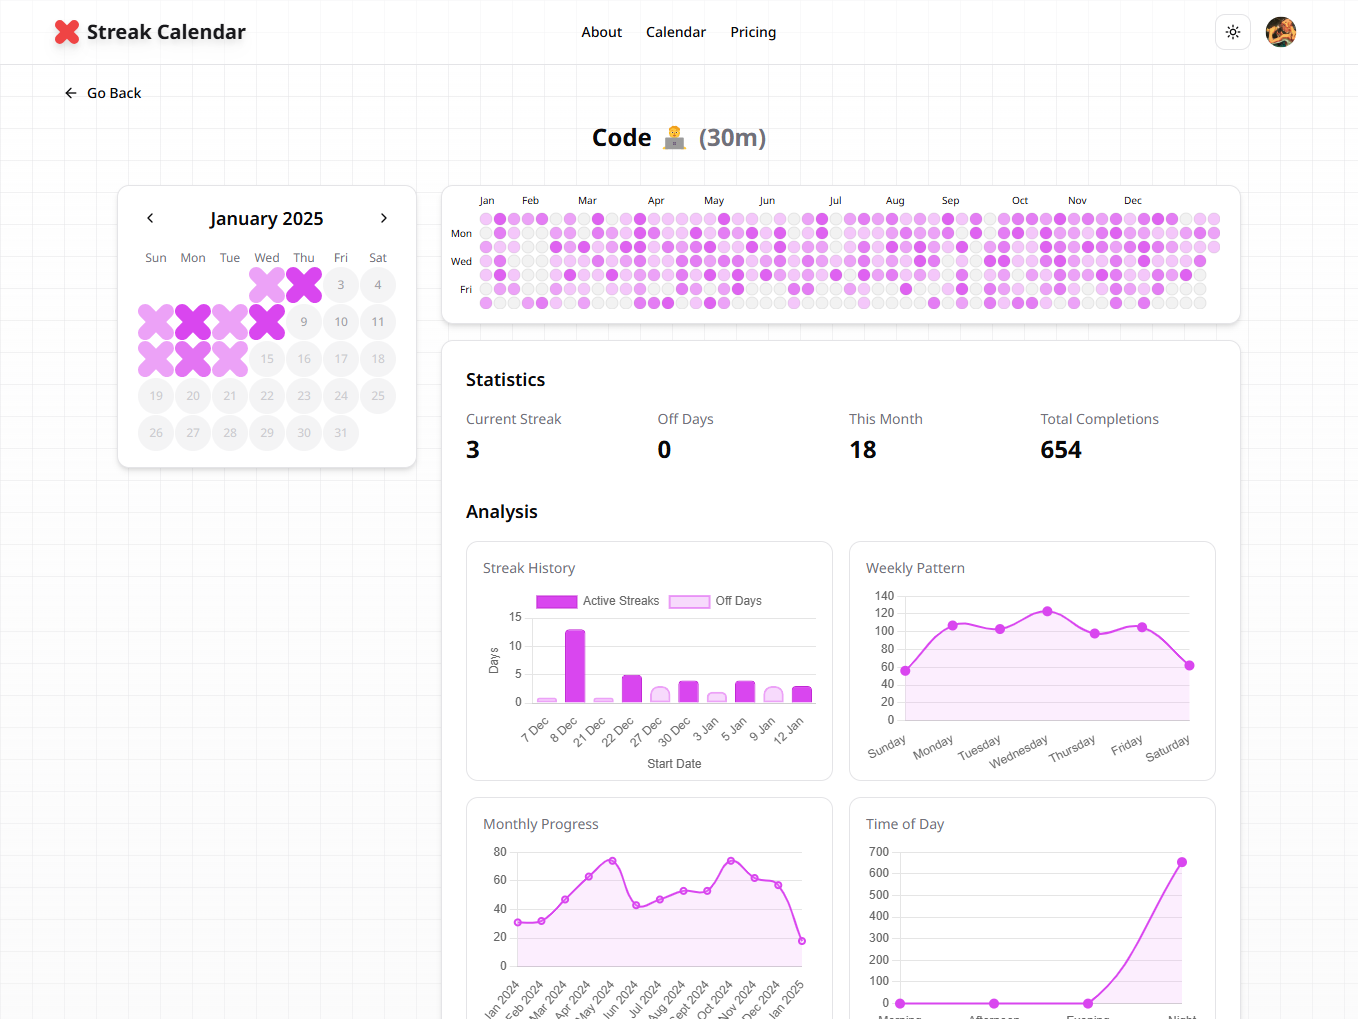 Streak Calendar
About Calendar Pricing
Go Back
Code (30m)
January 2025
Sun Mon Tue Wed Thu Fri Sat
3 4
9 10 11
15 16 17 18
19 20 21 22 23 24 25
26 27 28 29 30 31
Jan Feb Mar Apr May Jun Jul Aug Sep Oct Nov Dec
Mon
Wed
Fri
Statistics
Current Streak Off Days This Month Total Completions
3 0 18 654
Analysis
Streak History
Active Streaks Off Days
15
10
5
0
Days
7 Dec 8 Dec 21 Dec 22 Dec 27 Dec 30 Dec 3 Jan 5 Jan 9 Jan 12 Jan
Start Date
Weekly Pattern
140
120
100
80
60
40
20
0
Sunday Monday Tuesday Wednesday Thursday Friday Saturday
Monthly Progress
80
60
40
20
0
Jan 2024 Feb 2024 Mar 2024 Apr 2024 May 2024 Jun 2024 Jul 2024 Aug 2024 Sept 2024 Oct 2024 Nov 2024 Dec 2024 Jan 2025
Time of Day
700
600
500
400
300
200
100
0
Morning Afternoon Evening Night